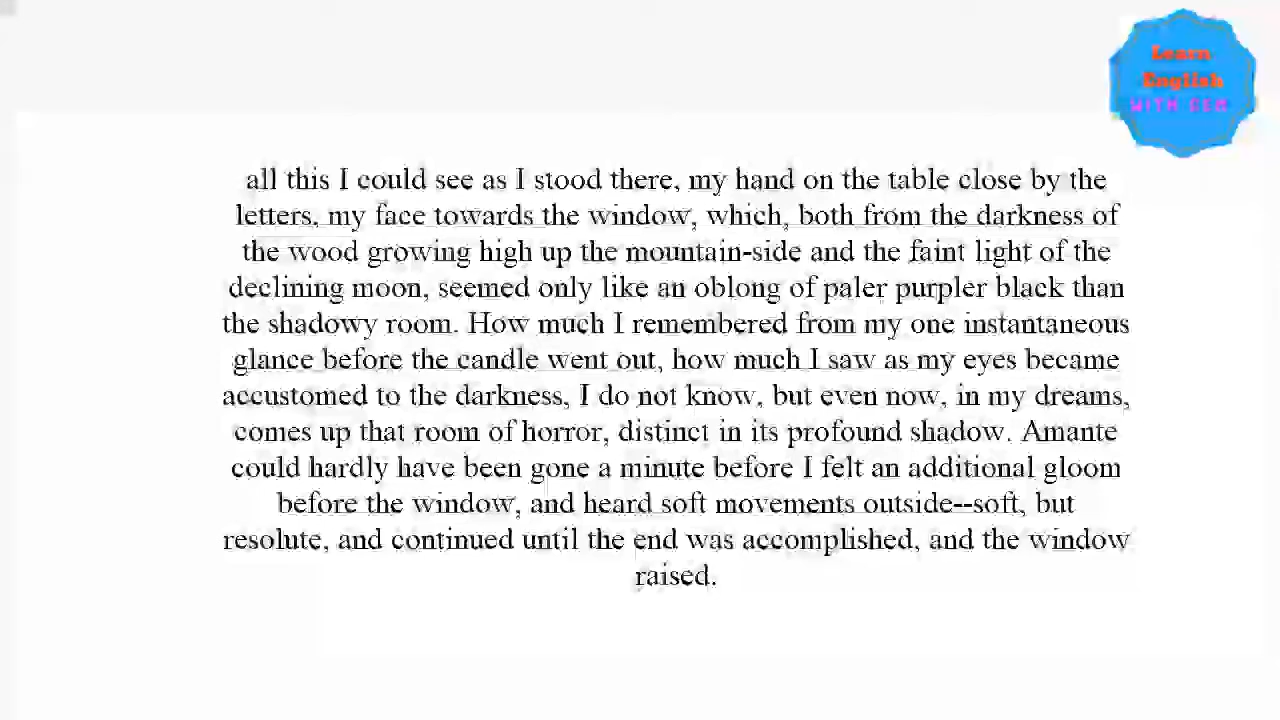 Learn
English
WITH CEM
all this I could see as I stood there, my hand on the table close by the
letters, my face towards the window, which, both from the darkness of
the wood growing high up the mountain-side and the faint light of the
declining moon, seemed only like an oblong of paler purpler black than
the shadowy room. How much I remembered from my one instantaneous
glance before the candle went out, how much I saw as my eyes became
accustomed to the darkness, I do not know, but even now, in my dreams,
comes up that room of horror, distinct in its profound shadow. Amante
could hardly have been gone a minute before I felt an additional gloom
before the window, and heard soft movements outside--soft, but
resolute, and continued until the end was accomplished, and the window
raised.